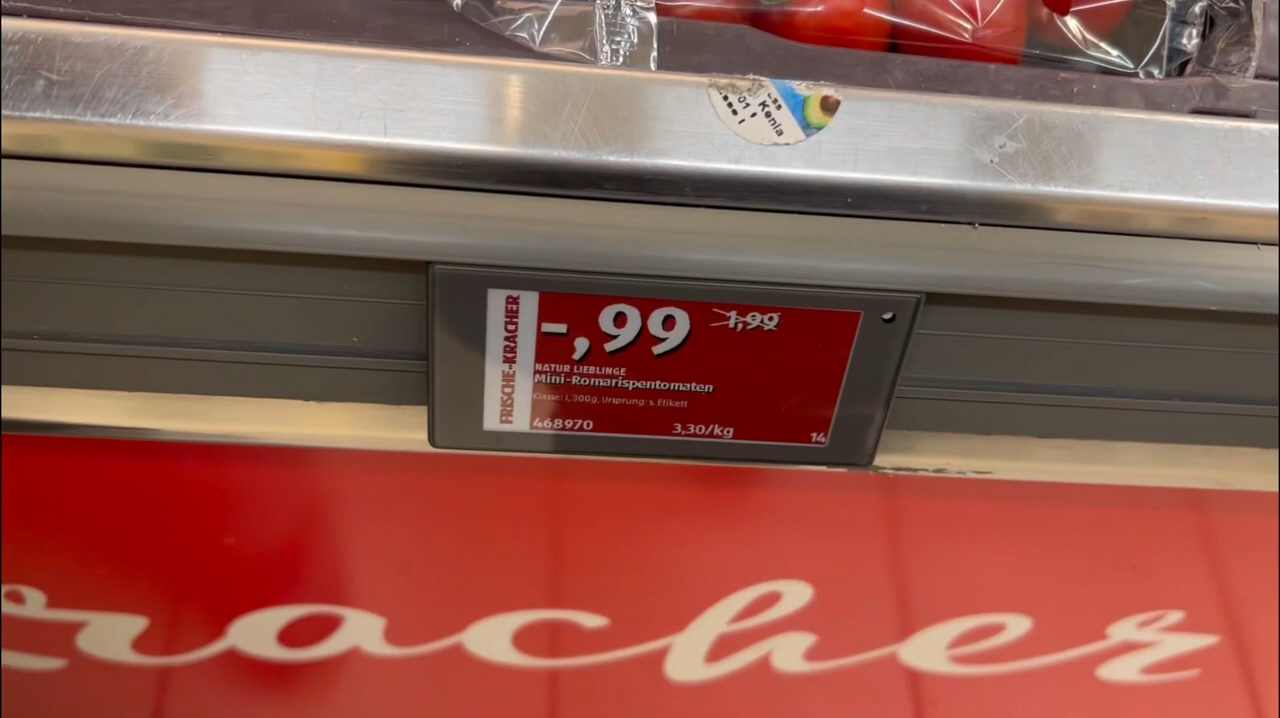 Kenia
FRISCHE-KRACHER
-,99
1,99
NATUR LIEBLINGE
Mini-Romarispentomaten
Classe: I, 300g, Ursprung: s. Etikett
468970
3,30/kg
14
racher